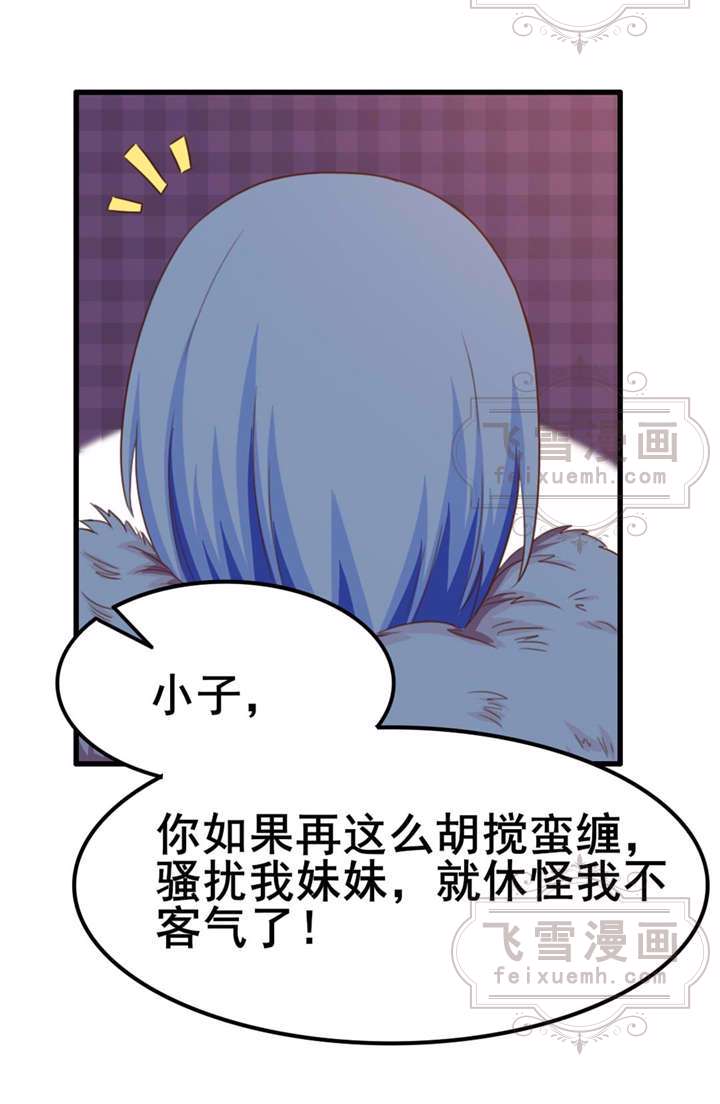 飞雪漫画
feixuemh.com
小子，
你如果再这么胡搅蛮缠，
骚扰我妹妹，就休怪我不
客气了！
飞雪漫画
feixuemh.com